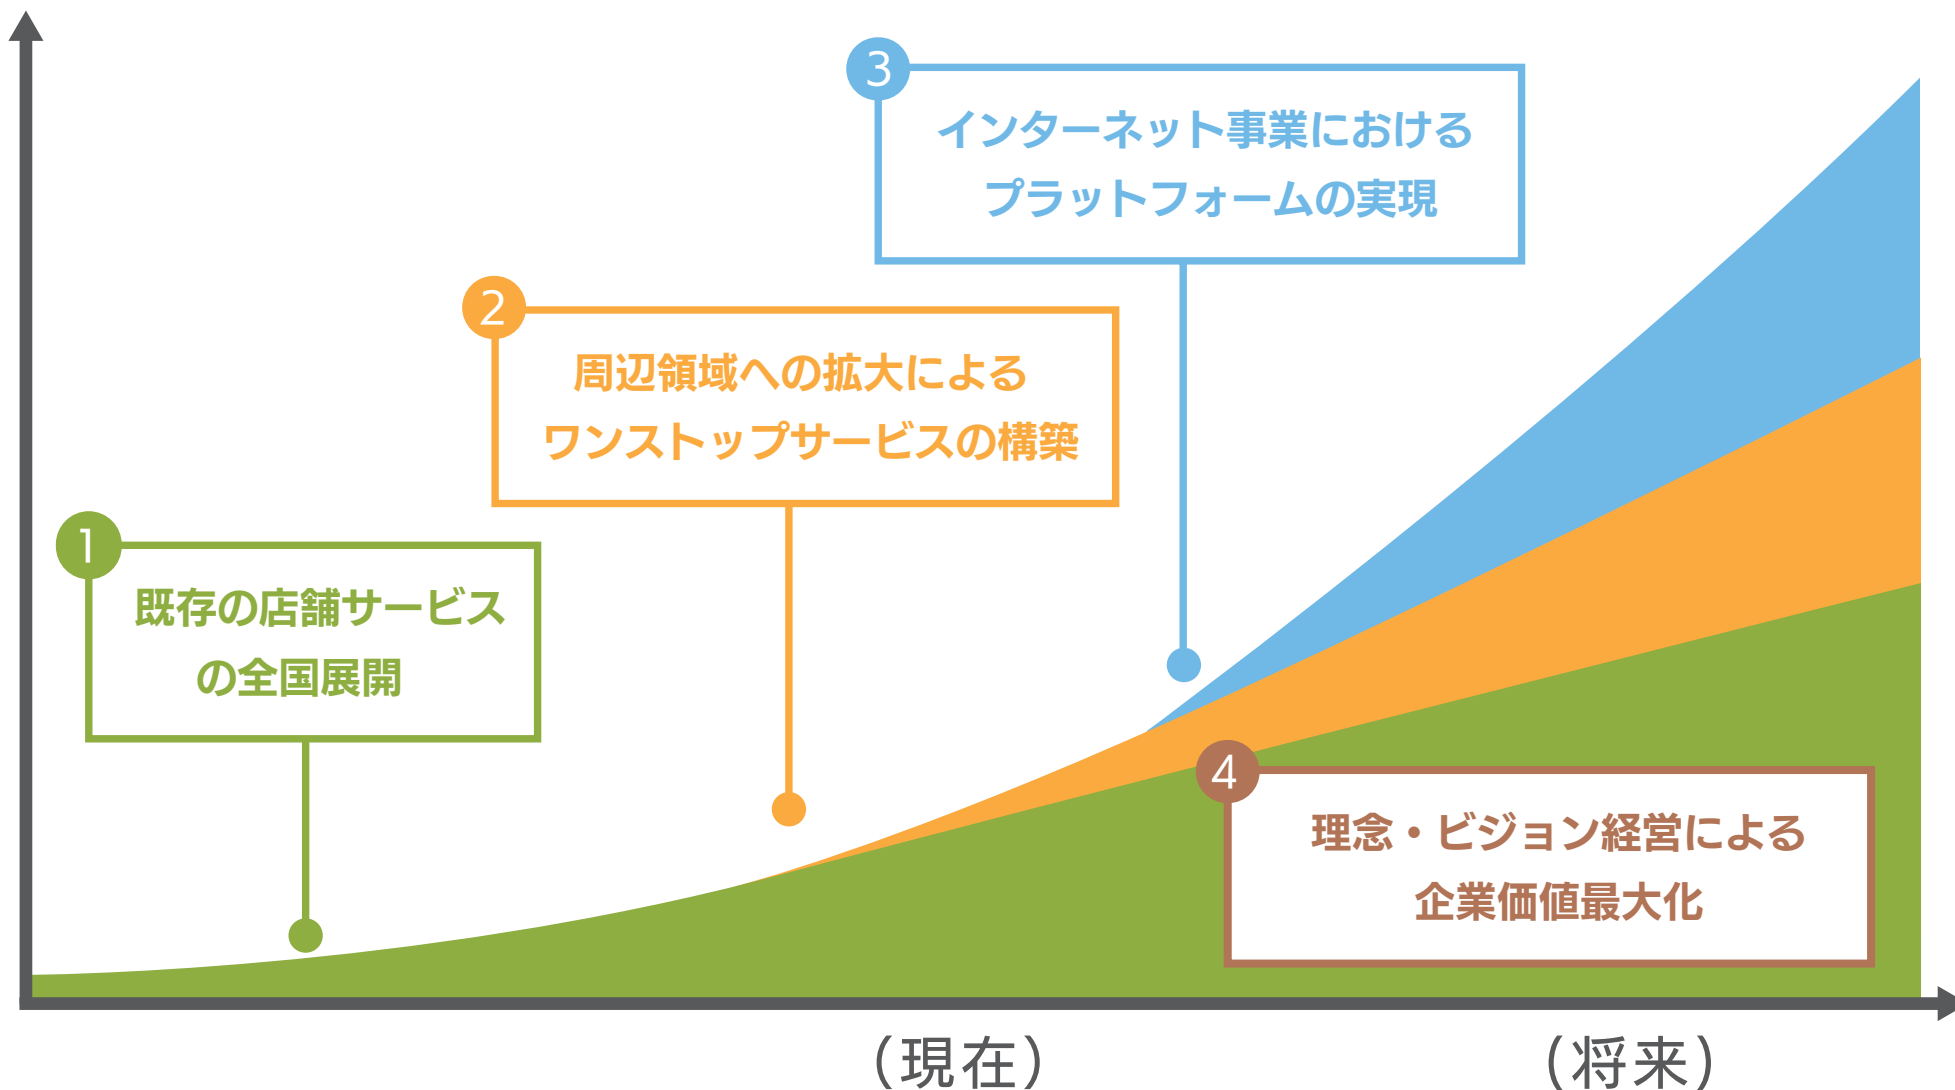 1
既存の店舗サービス
の全国展開
2
周辺領域への拡大による
ワンストップサービスの構築
3
インターネット事業における
プラットフォームの実現
4
理念・ビジョン経営による
企業価値最大化
（現在）
（将来）